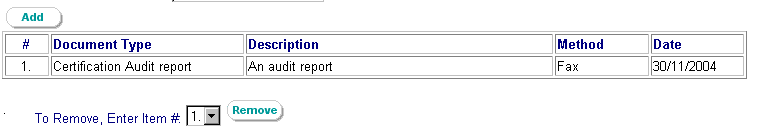 Add
# Document Type Description Method Date
1. Certification Audit report An audit report Fax 30/11/2004
To Remove, Enter Item #: 1. Remove